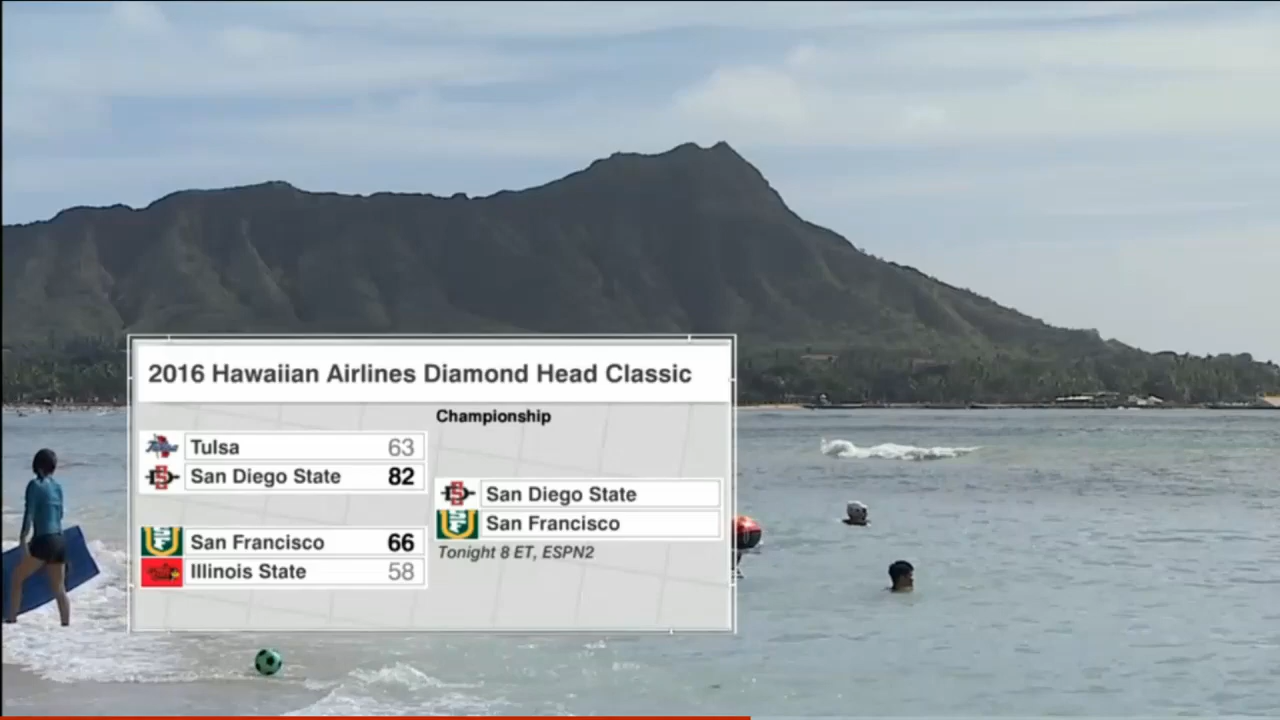 2016 Hawaiian Airlines Diamond Head Classic
Championship
Tulsa 63
San Diego State 82
San Diego State
San Francisco
Tonight 8 ET, ESPN2
San Francisco 66
Illinois State 58